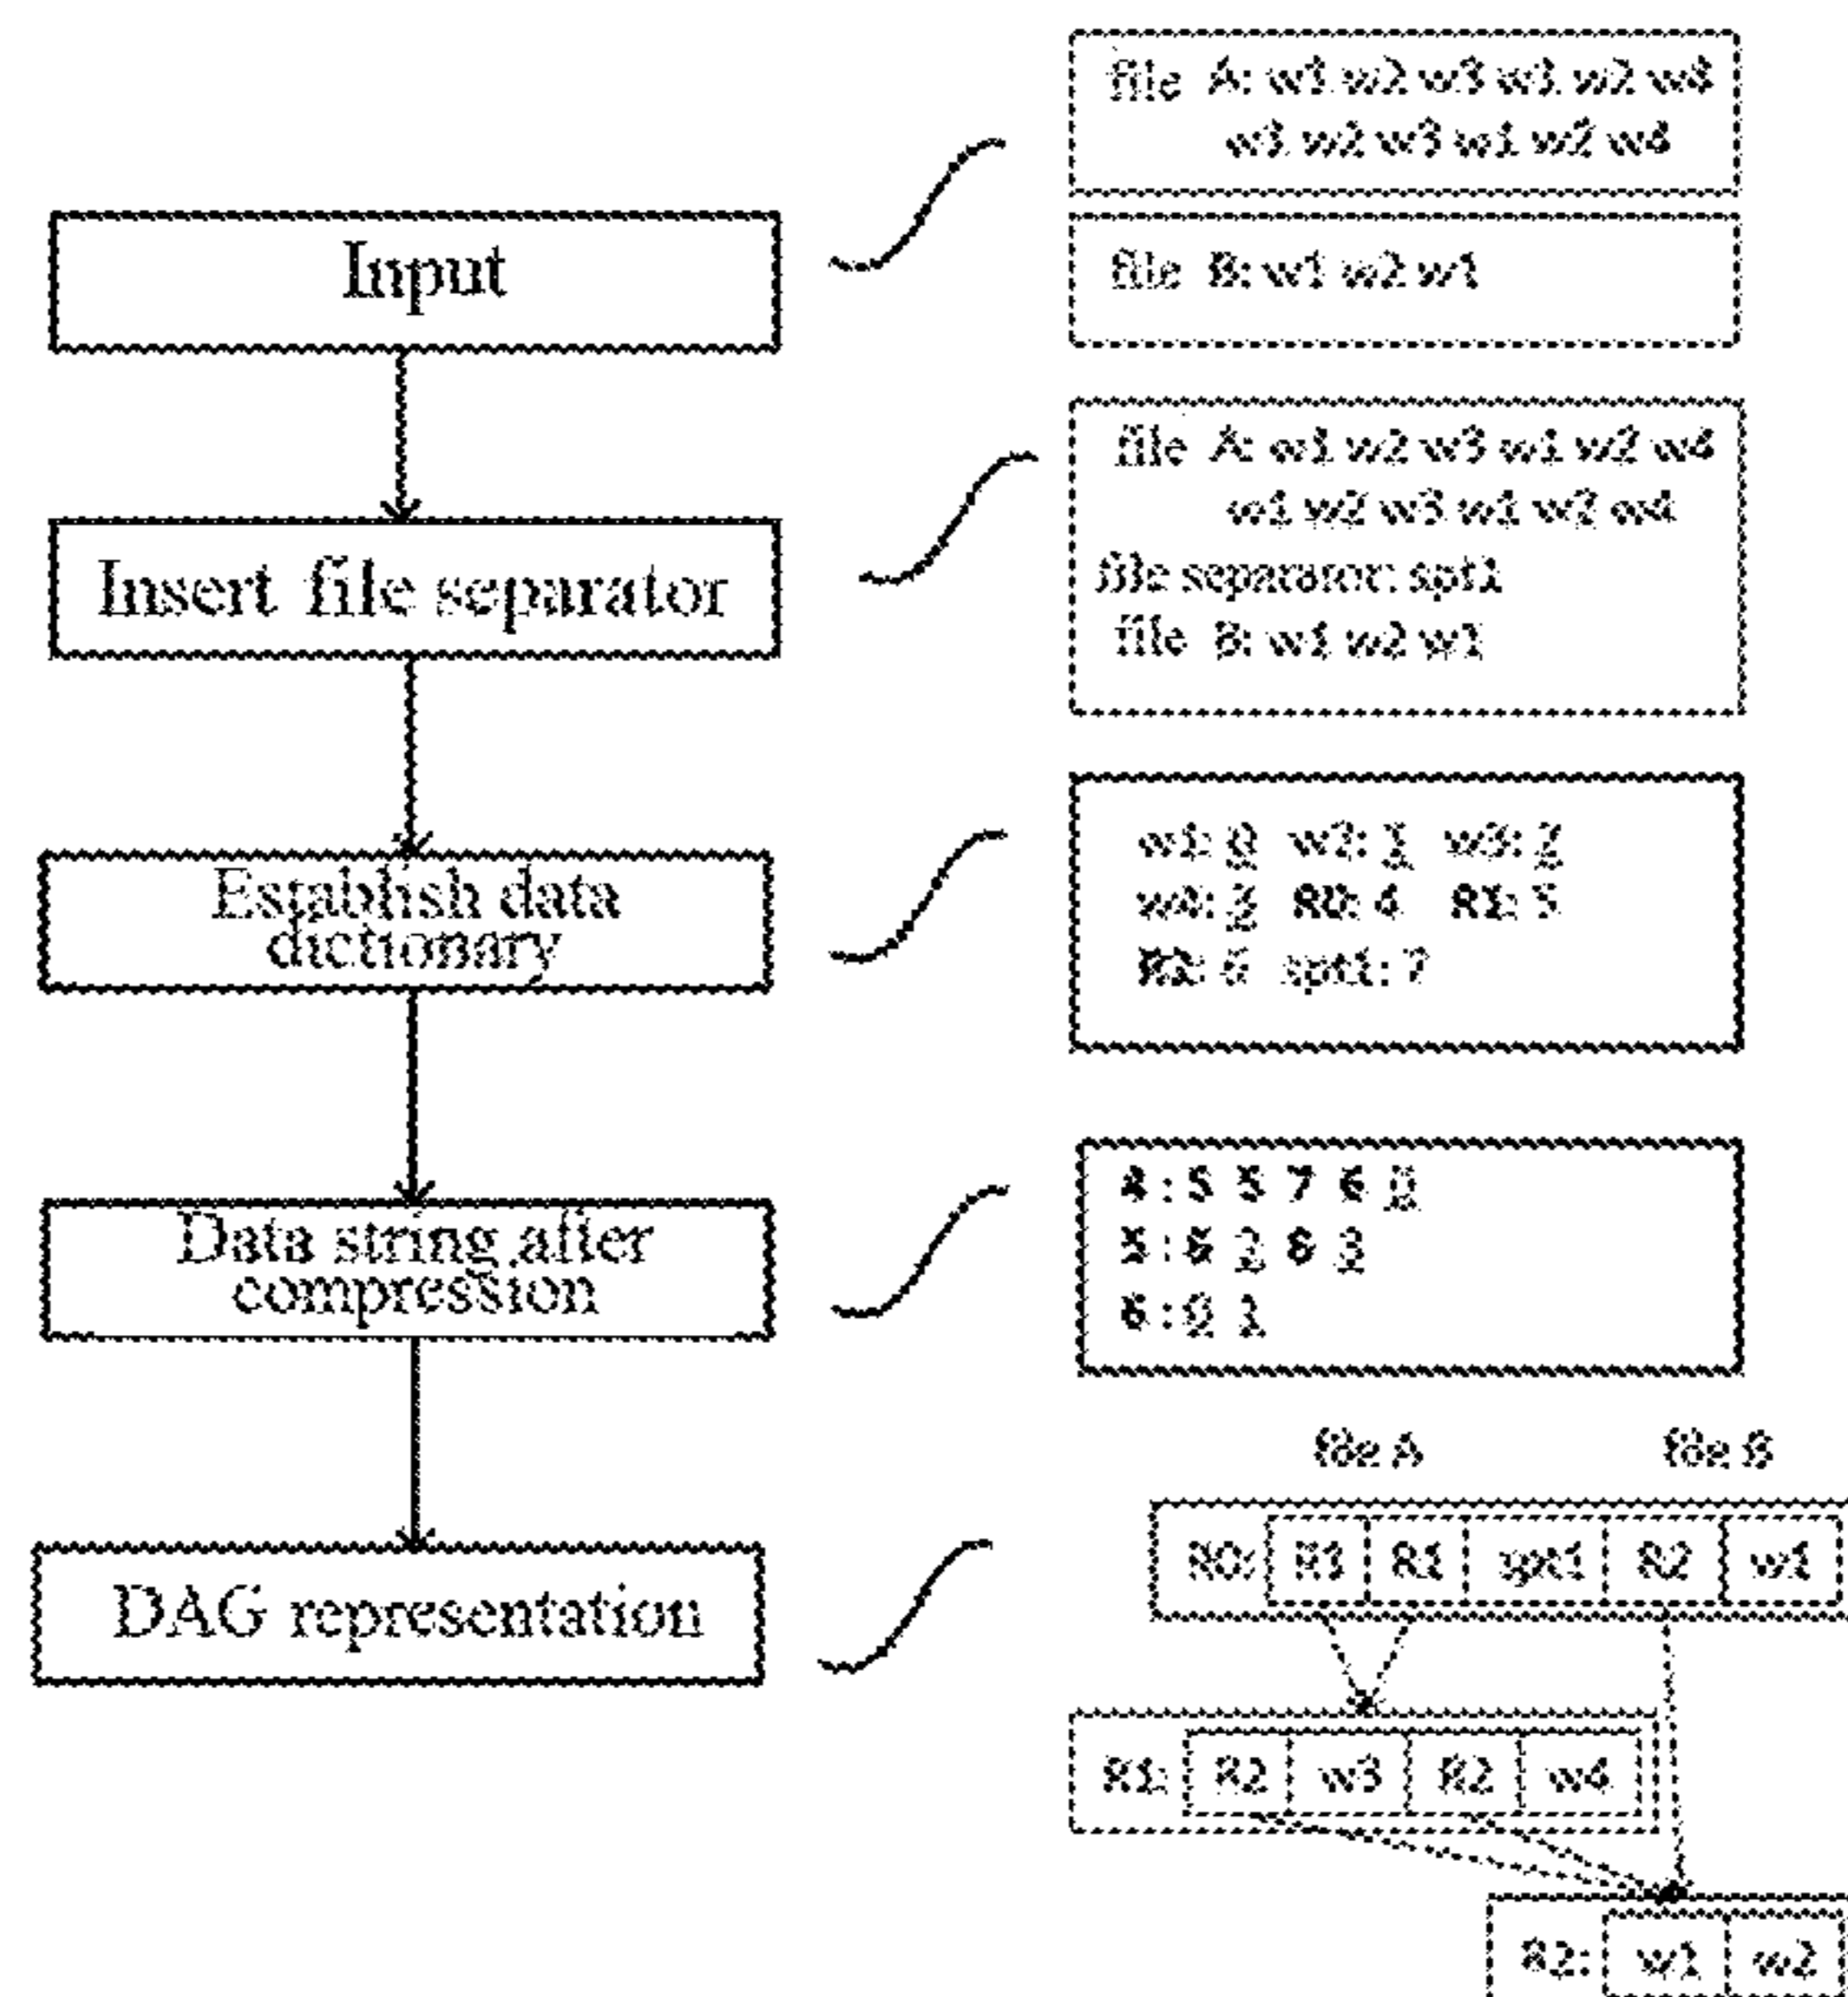 Input
file A: w1 w2 w3 w1 w2 w4
w1 w2 w3 w1 w2 w4
file B: w1 w2 w1
Insert file separator
file A: w1 w2 w3 w1 w2 w4
w1 w2 w3 w1 w2 w4
file separator: spt1
file B: w1 w2 w1
Establish data
dictionary
w1: 0 w2: 1 w3: 2
w4: 3 R0: 4 R1: 5
R2: 6 spt1: 7
Data string after
compression
4 : 5 5 7 6 0
5 : 6 2 6 3
6 : 0 1
DAG representation
file A file B
R0: R1 R1 spt1 R2 w1
R1: R2 w3 R2 w4
R2: w1 w2